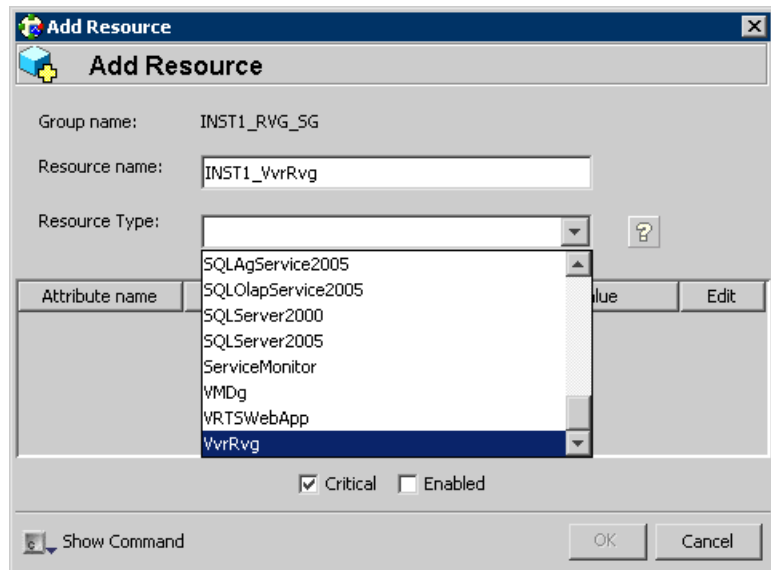 Add Resource
Add Resource
Group name: INST1_RVG_SG
Resource name: INST1_VvrRvg
Resource Type:
SQLAgService2005
Attribute name
SQLOlapService2005
Edit
SQLServer2000
SQLServer2005
ServiceMonitor
VMDg
VRTSWebApp
VvrRvg
Critical Enabled
Show Command OK Cancel